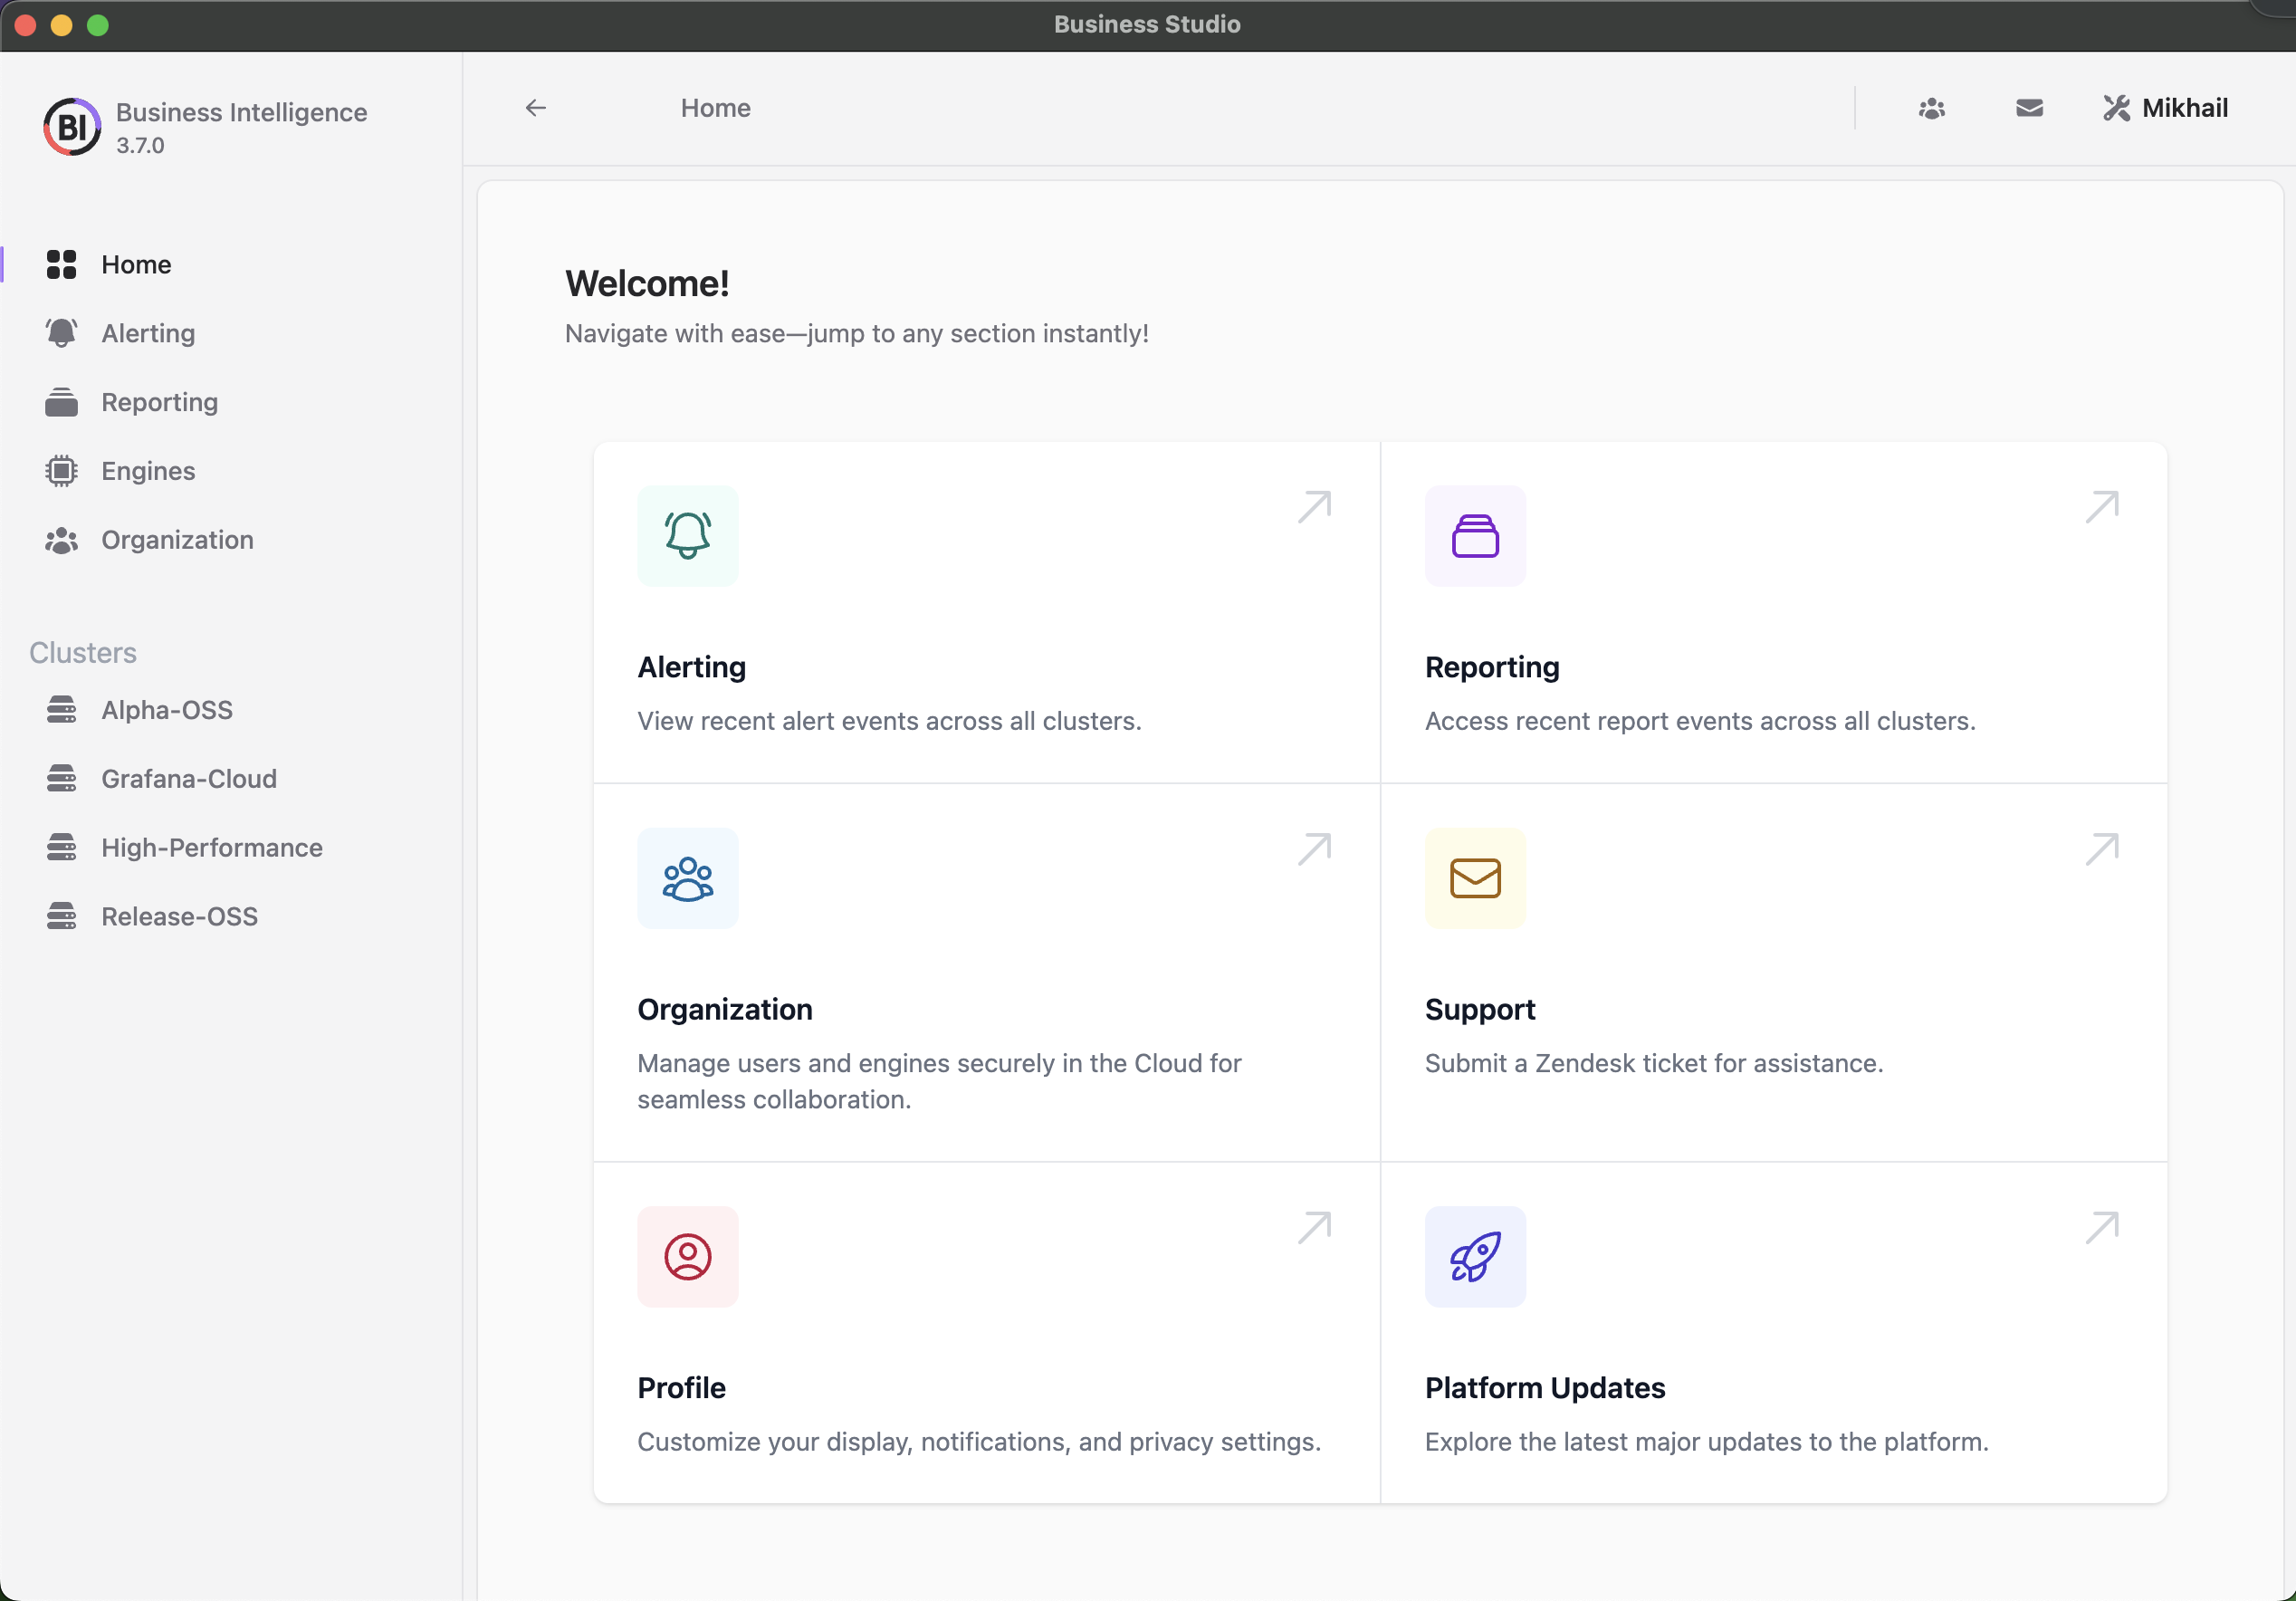 Business Studio
BI
Business Intelligence
3.7.0
Home
Mikhail
Home
Alerting
Reporting
Engines
Organization
Clusters
Alpha-OSS
Grafana-Cloud
High-Performance
Release-OSS
Welcome!
Navigate with ease—jump to any section instantly!
Alerting
View recent alert events across all clusters.
Reporting
Access recent report events across all clusters.
Organization
Manage users and engines securely in the Cloud for
seamless collaboration.
Support
Submit a Zendesk ticket for assistance.
Profile
Customize your display, notifications, and privacy settings.
Platform Updates
Explore the latest major updates to the platform.